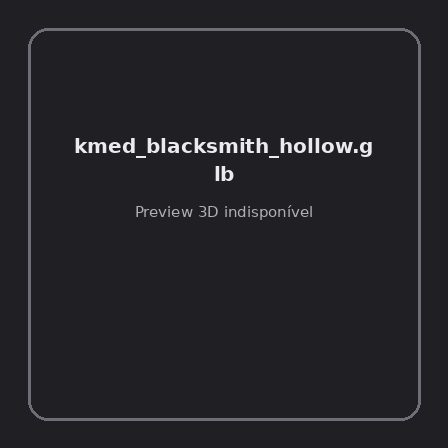 kmed_blacksmith_hollow.g
lb
Preview 3D indisponível